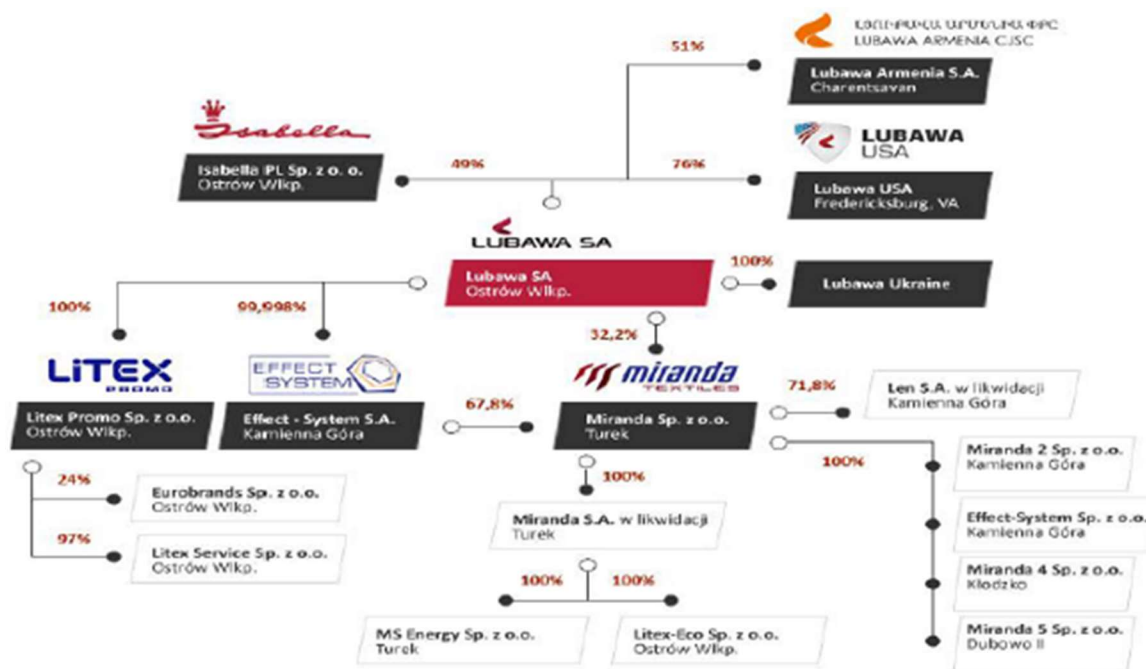 51%
LUBAWA ARMENIA CJSC
Lubawa Armenia S.A.
Charentsavan
Isabella
Isabella PL Sp. z o. o.
Ostrów Wlkp.
49%
76%
LUBAWA
USA
Lubawa USA
Fredericksburg, VA
LUBAWA SA
Lubawa SA
Ostrów Wlkp.
100%
Lubawa Ukraine
100%
99,998%
32,2%
LiTEX
PROMO
EFFECT
SYSTEM
miranda
TEXTILES
Litex Promo Sp. z o.o.
Ostrów Wlkp.
Effect - System S.A.
Kamienna Góra
67,8%
Miranda Sp. z o.o.
Turek
71,8%
Len S.A. w likwidacji
Kamienna Góra
24%
Eurobrands Sp. z o.o.
Ostrów Wlkp.
97%
Litex Service Sp. z o.o.
Ostrów Wlkp.
100%
Miranda S.A. w likwidacji
Turek
100%
100%
MS Energy Sp. z o.o.
Turek
Litex-Eco Sp. z o.o.
Ostrów Wlkp.
100%
Miranda 2 Sp. z o.o.
Kamienna Góra
Effect-System Sp. z o.o.
Kamienna Góra
Miranda 4 Sp. z o.o.
Kłodzko
Miranda 5 Sp. z o.o.
Dubowo II